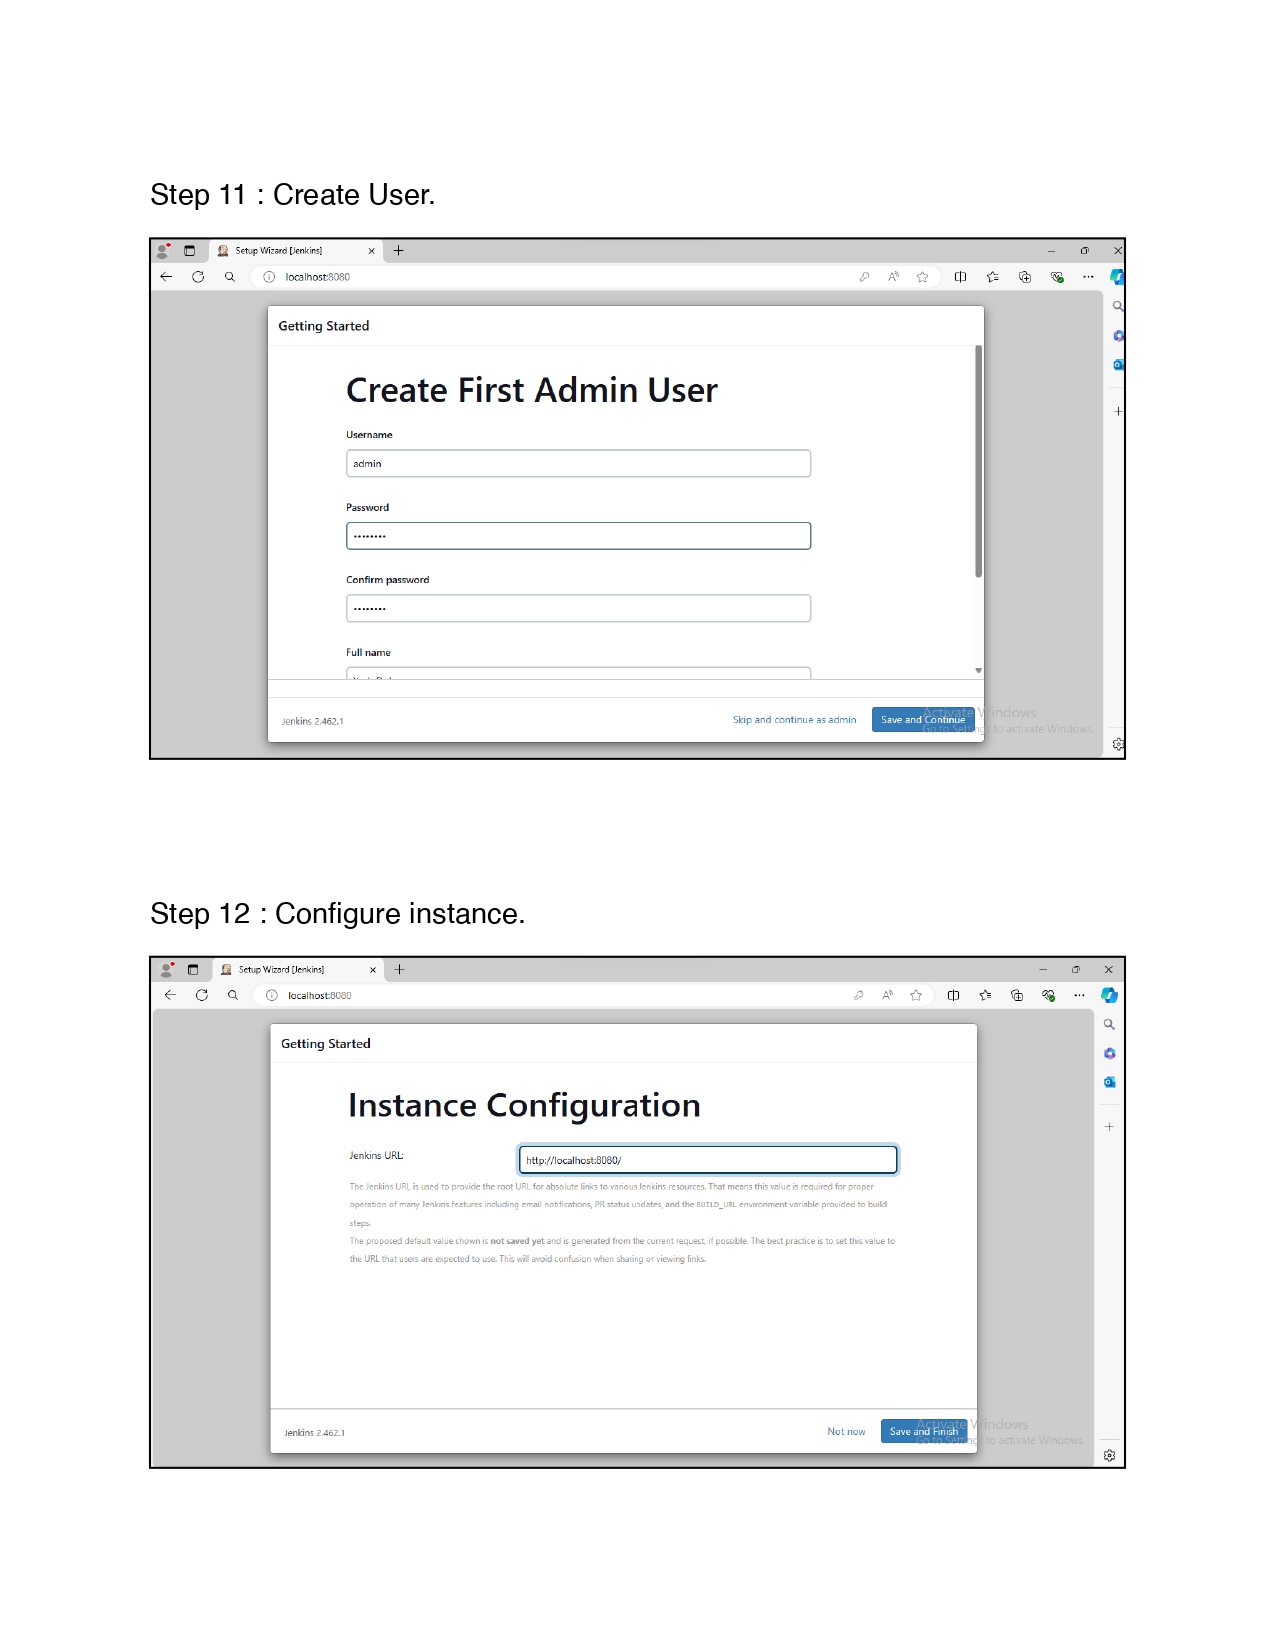 Step 11 : Create User.
Setup Wizard [Jenkins]
localhost:8080
Getting Started
Create First Admin User
Username
admin
Password
••••••••
Confirm password
••••••••
Full name
Jenkins 2.462.1
Skip and continue as admin
Save and Continue
Activate Windows
Go to Settings to activate Windows.
Step 12 : Configure instance.
Setup Wizard [Jenkins]
localhost:8080
Getting Started
Instance Configuration
Jenkins URL:
http://localhost:8080/
The Jenkins URL is used to provide the root URL for absolute links to various Jenkins resources. That means this value is required for proper
operation of many Jenkins features including email notifications, PR status updates, and the BUILD_URL environment variable provided to build
steps.
The proposed default value shown is not saved yet and is generated from the current request, if possible. The best practice is to set this value to
the URL that users are expected to use. This will avoid confusion when sharing or viewing links.
Jenkins 2.462.1
Not now
Save and Finish
Activate Windows
Go to Settings to activate Windows.